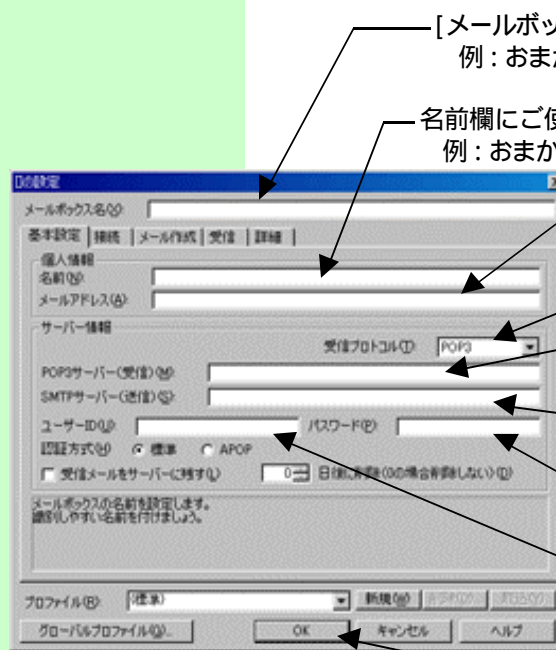 [メールボッ
例 : おまか
名前欄にご使
例 : おまか
の設定
メールボックス名(X)
基本設定 接続 メール作成 受信 詳細
個人情報
名前(N)
メールアドレス(A)
サーバー情報
受信プロトコル(T) POP3
POP3サーバー(受信)(M)
SMTPサーバー(送信)(S)
ユーザーID(U) パスワード(P)
認証方式(H) 標準 APOP
受信メールをサーバーに残す(L) 0 日後に削除(0の場合削除しない)(D)
メールボックスの名前を設定します。
識別しやすい名前を付けましょう。
プロファイル(R) (標準) 新規(W)
グローバルプロファイル(Q)...  OK キャンセル ヘルプ